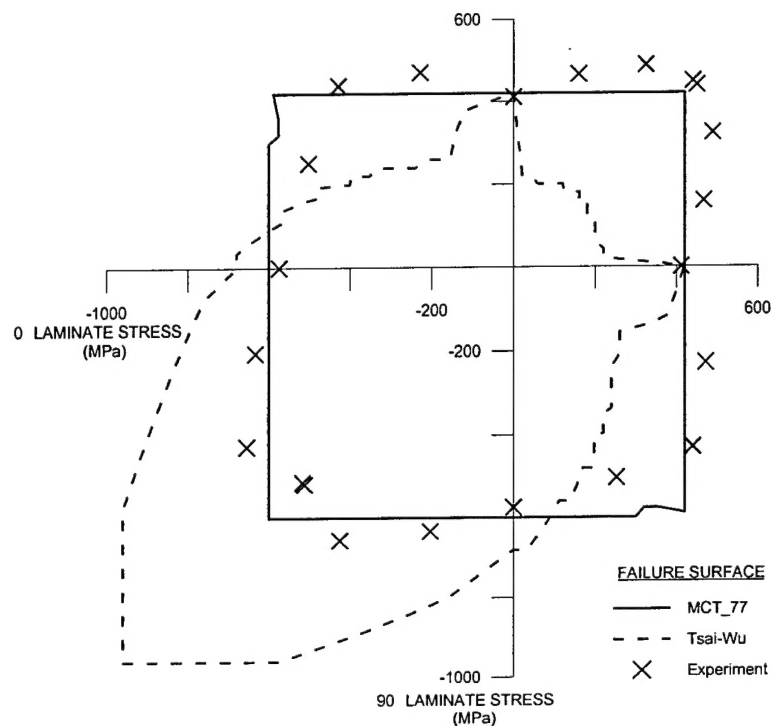 600
-1000
-200
600
0 LAMINATE STRESS
(MPa)
-200
FAILURE SURFACE
MCT_77
Tsai-Wu
Experiment
-1000
90 LAMINATE STRESS
(MPa)